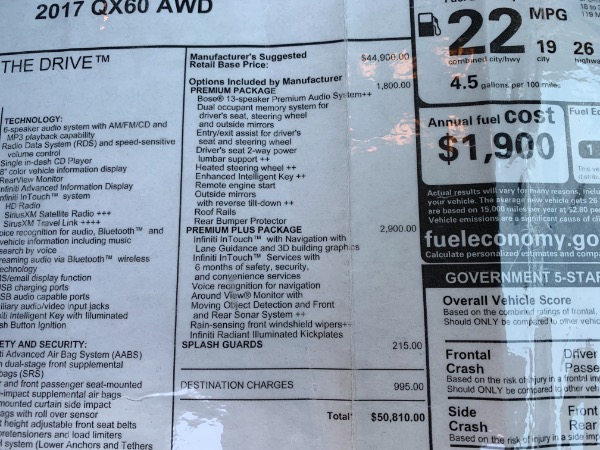 2017 QX60 AWD
THE DRIVE™
TECHNOLOGY:
6-speaker audio system with AM/FM/CD and
MP3 playback capability
Radio Data System (RDS) and speed-sensitive
volume control
Single in-dash CD Player
8" color vehicle information display
RearView Monitor
Infiniti Advanced Information Display
Infiniti InTouch™ system
HD Radio
SiriusXM Satellite Radio +++
SiriusXM Travel Link ++++
voice recognition for audio, Bluetooth™ and
vehicle information including music
search by voice
streaming audio via Bluetooth™ wireless
technology
display function
USB charging ports
USB audio capable ports
auxiliary audio/video input jacks
Infiniti Intelligent Key with Illuminated
Push Button Ignition
SAFETY AND SECURITY:
Advanced Air Bag System (AABS)
dual-stage front supplemental
bags (SRS)
and front passenger seat-mounted
-impact supplemental air bags
mounted curtain side impact
bags with roll over sensor
height adjustable front seat belts
pretensioners and load limiters
system (Lower Anchors and Tethers
Manufacturer's Suggested
Retail Base Price: $44,900.00
Options Included by Manufacturer
PREMIUM PACKAGE 1,800.00
Bose® 13-speaker Premium Audio System++
Dual occupant memory system for
driver's seat, steering wheel
and outside mirrors
Entry/exit assist for driver's
seat and steering wheel
Driver's seat 2-way power
lumbar support ++
Heated steering wheel ++
Enhanced Intelligent Key ++
Remote engine start
Outside mirrors
with reverse tilt-down ++
Roof Rails
Rear Bumper Protector
PREMIUM PLUS PACKAGE 2,900.00
Infiniti InTouch™ with Navigation with
Lane Guidance and 3D building graphics
Infiniti InTouch™ Services with
6 months of safety, security,
and convenience services
Voice recognition for navigation
Around View® Monitor with
Moving Object Detection and Front
and Rear Sonar System ++
Rain-sensing front windshield wipers++
Infiniti Radiant Illuminated Kickplates
SPLASH GUARDS 215.00
DESTINATION CHARGES 995.00
Total* $50,810.00
22 MPG
19 26
combined city/hwy city highway
4.5 gallons per 100 miles
Annual fuel cost
$1,900
Fuel
Actual results will vary for many reasons, including
your vehicle. The average new vehicle gets 26
are based on 15,000 miles per year at $2.80 per
Vehicle emissions are a significant cause of
fueleconomy.go
Calculate personalized estimates and compare
GOVERNMENT 5-STAR
Overall Vehicle Score
Based on the combined ratings of frontal,
Should ONLY be compared to other vehicles
Frontal Driver
Crash Passe
Based on the risk of injury in a frontal impact
Should ONLY be compared to other vehicles
Side Front
Crash Rear
Based on the risk of injury in a side impact